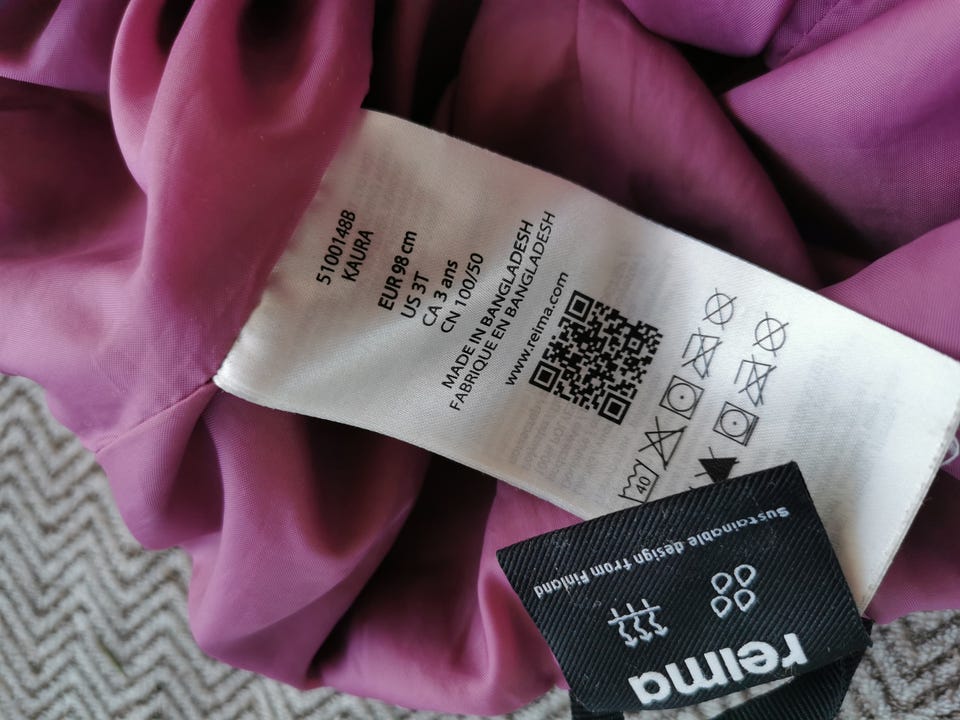 5100148B
KAURA
EUR 98 cm
US 3T
CA 3 ans
CN 100/50
MADE IN BANGLADESH
FABRIQUE EN BANGLADESH
www.reima.com
40
reima
Sustainable design from Finland